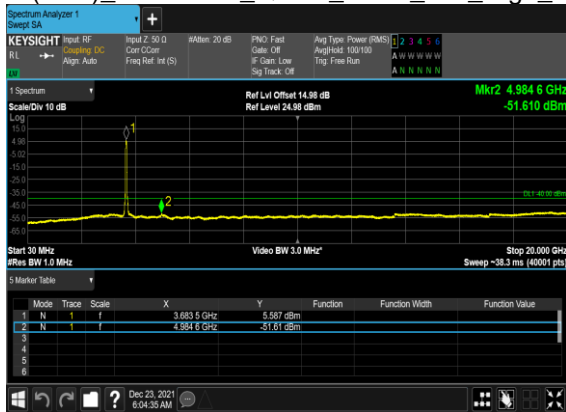 Spectrum Analyzer 1
Swept SA
KEYSIGHT Input: RF Input Z: 50 Ω #Atten: 20 dB PNO: Fast Avg Type: Power (RMS) 1 2 3 4 5 6
RL Coupling: DC Corr CCorr Gate: Off Avg|Hold: 100/100 A W W W W W
Align: Auto Freq Ref: Int (S) IF Gain: Low Trig: Free Run
Sig Track: Off A N N N N N
1 Spectrum Ref Lvl Offset 14.98 dB Mkr2 4.984 6 GHz
Scale/Div 10 dB Ref Level 24.98 dBm -51.610 dBm
Log
15.0
4.98
-5.02
-15.0
-25.0
-35.0
-45.0
-55.0
-65.0
1
2
DL1 -40.00 dBm
Start 30 MHz Video BW 3.0 MHz* Stop 20.000 GHz
#Res BW 1.0 MHz Sweep ~38.3 ms (40001 pts)
5 Marker Table
Mode Trace Scale X Y Function Function Width Function Value
1 N 1 f 3.683 5 GHz 5.587 dBm
2 N 1 f 4.984 6 GHz -51.61 dBm
3
4
5
6
Dec 23, 2021
6:04:35 AM